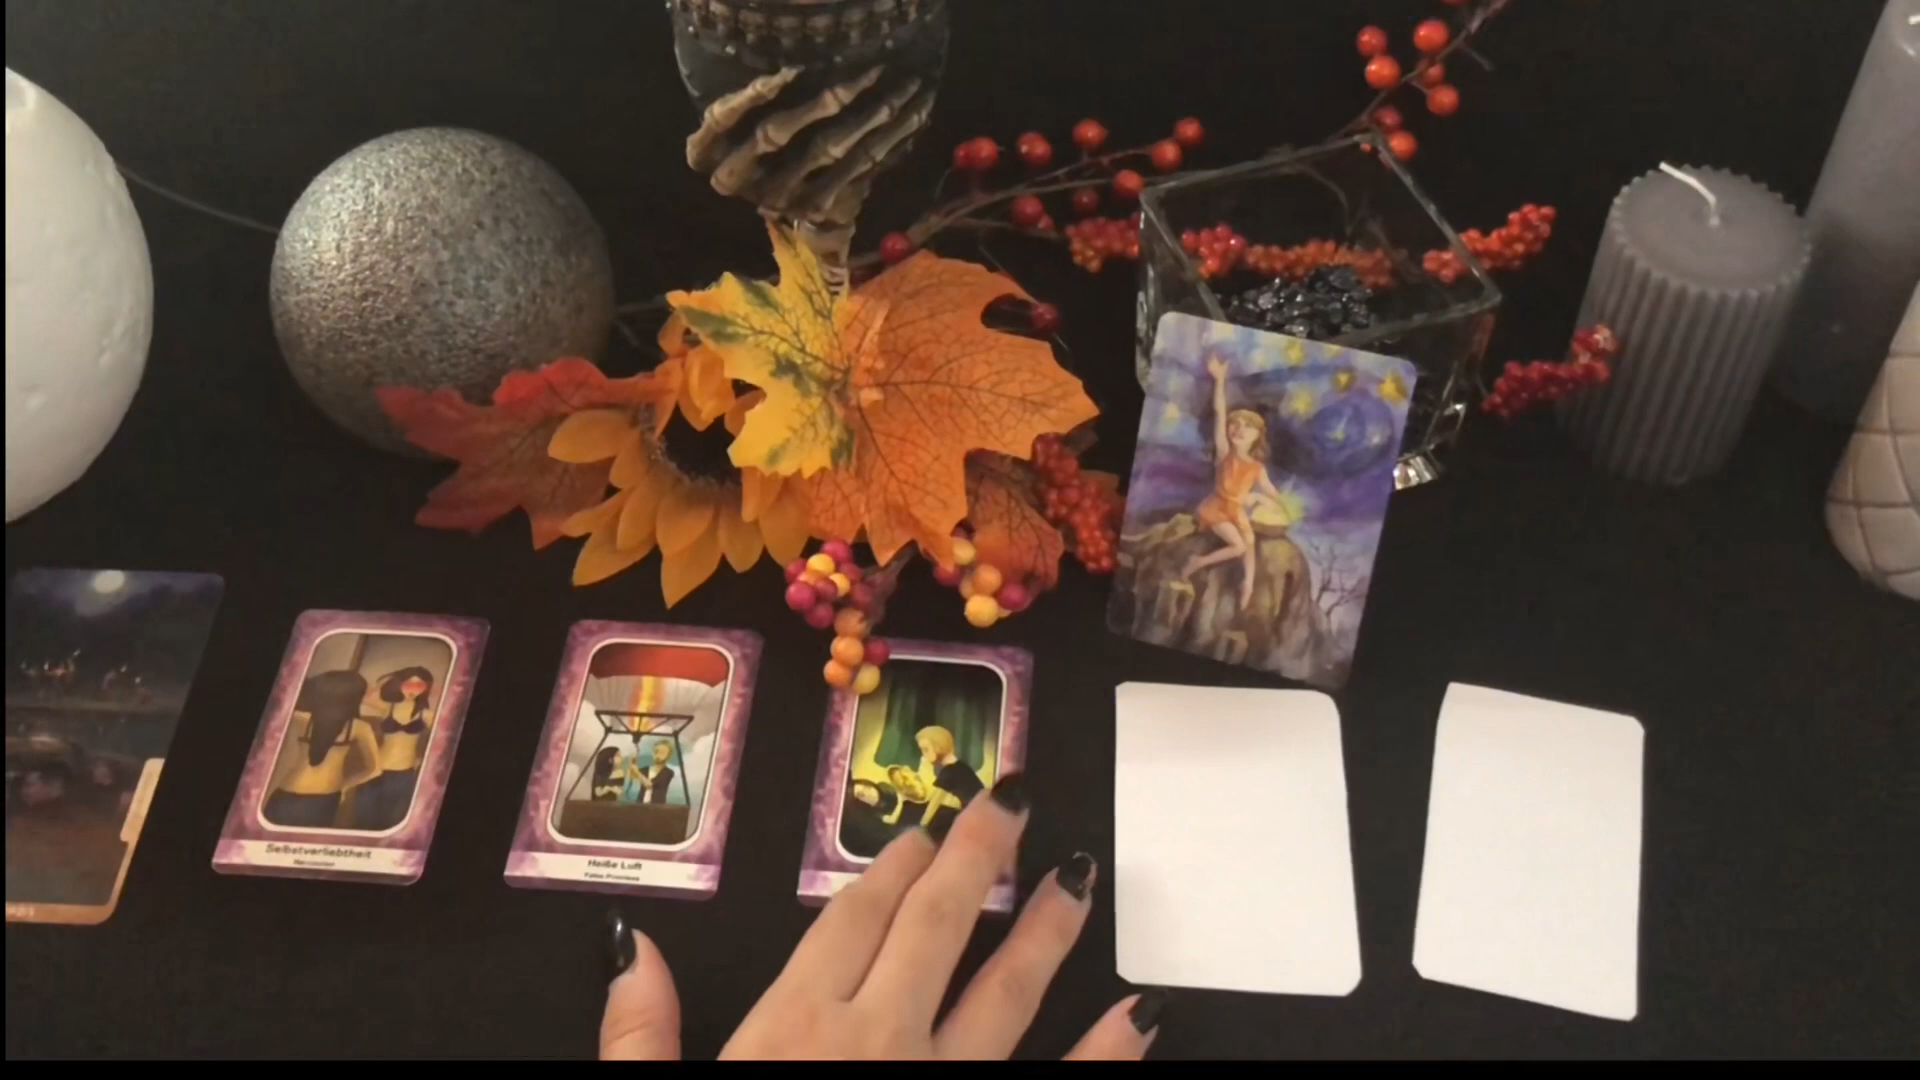 Selbstverliebtheit
Narcissism
Heiße Luft
False Promises